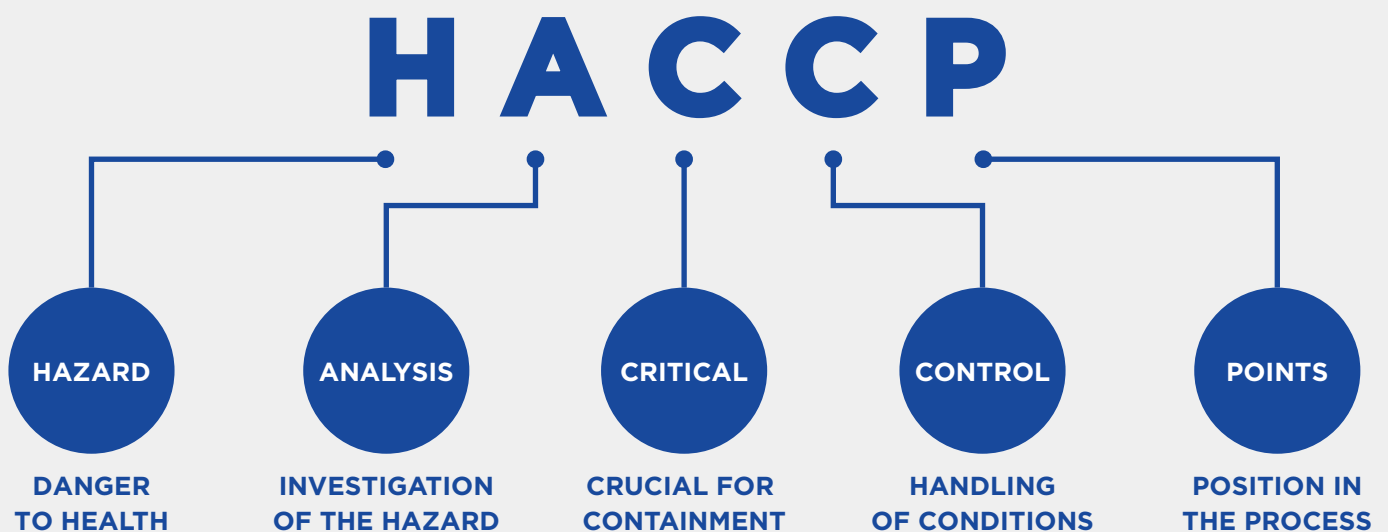 HACCP
HAZARD
ANALYSIS
CRITICAL
CONTROL
POINTS
DANGER
TO HEALTH
INVESTIGATION
OF THE HAZARD
CRUCIAL FOR
CONTAINMENT
HANDLING
OF CONDITIONS
POSITION IN
THE PROCESS